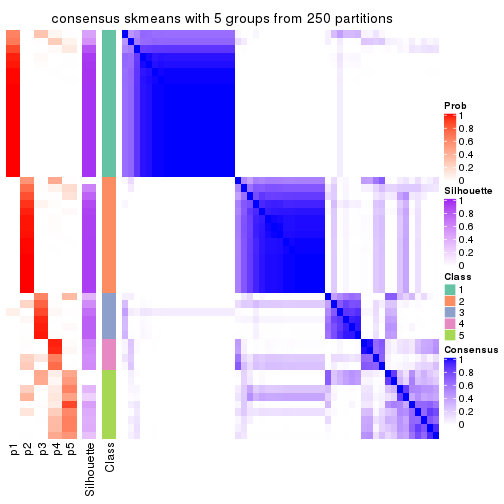 consensus skmeans with 5 groups from 250 partitions
Prob
1
0.8
0.6
0.4
0.2
0
Silhouette
1
0.8
0.6
0.4
0.2
0
Class
1
2
3
4
5
Consensus
1
0.8
0.6
0.4
0.2
0
p1
p2
p3
p4
p5
Silhouette
Class